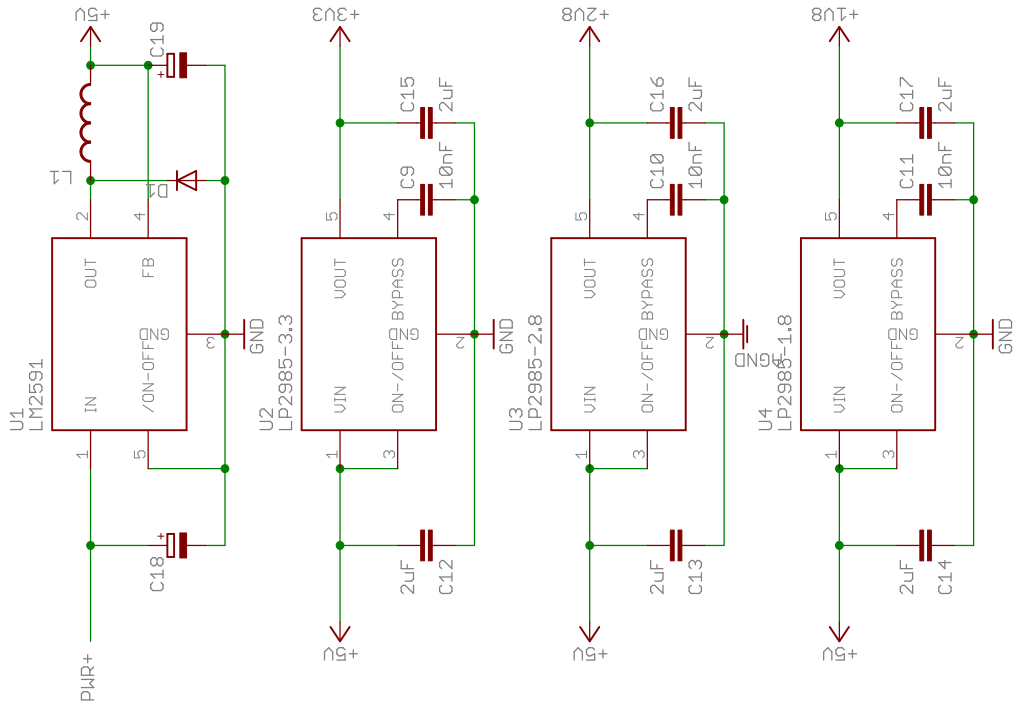 +5V
C19
+
L1
D1
2
4
OUT
FB
GND
3
GND
/ON-OFF
IN
U1
LM2591
1
5
+
C18
PWR+
+3V3
C15
2uF
C9
10nF
5
4
VOUT
BYPASS
GND
2
GND
VIN
ON-/OFF
U2
LP2985-3.3
1
3
2uF
C12
+5V
+2V8
C16
2uF
C10
10nF
5
4
VOUT
BYPASS
GND
2
AGND
VIN
ON-/OFF
U3
LP2985-2.8
1
3
2uF
C13
+5V
+1V8
C17
2uF
C11
10nF
5
4
VOUT
BYPASS
GND
2
GND
VIN
ON-/OFF
U4
LP2985-1.8
1
3
2uF
C14
+5V